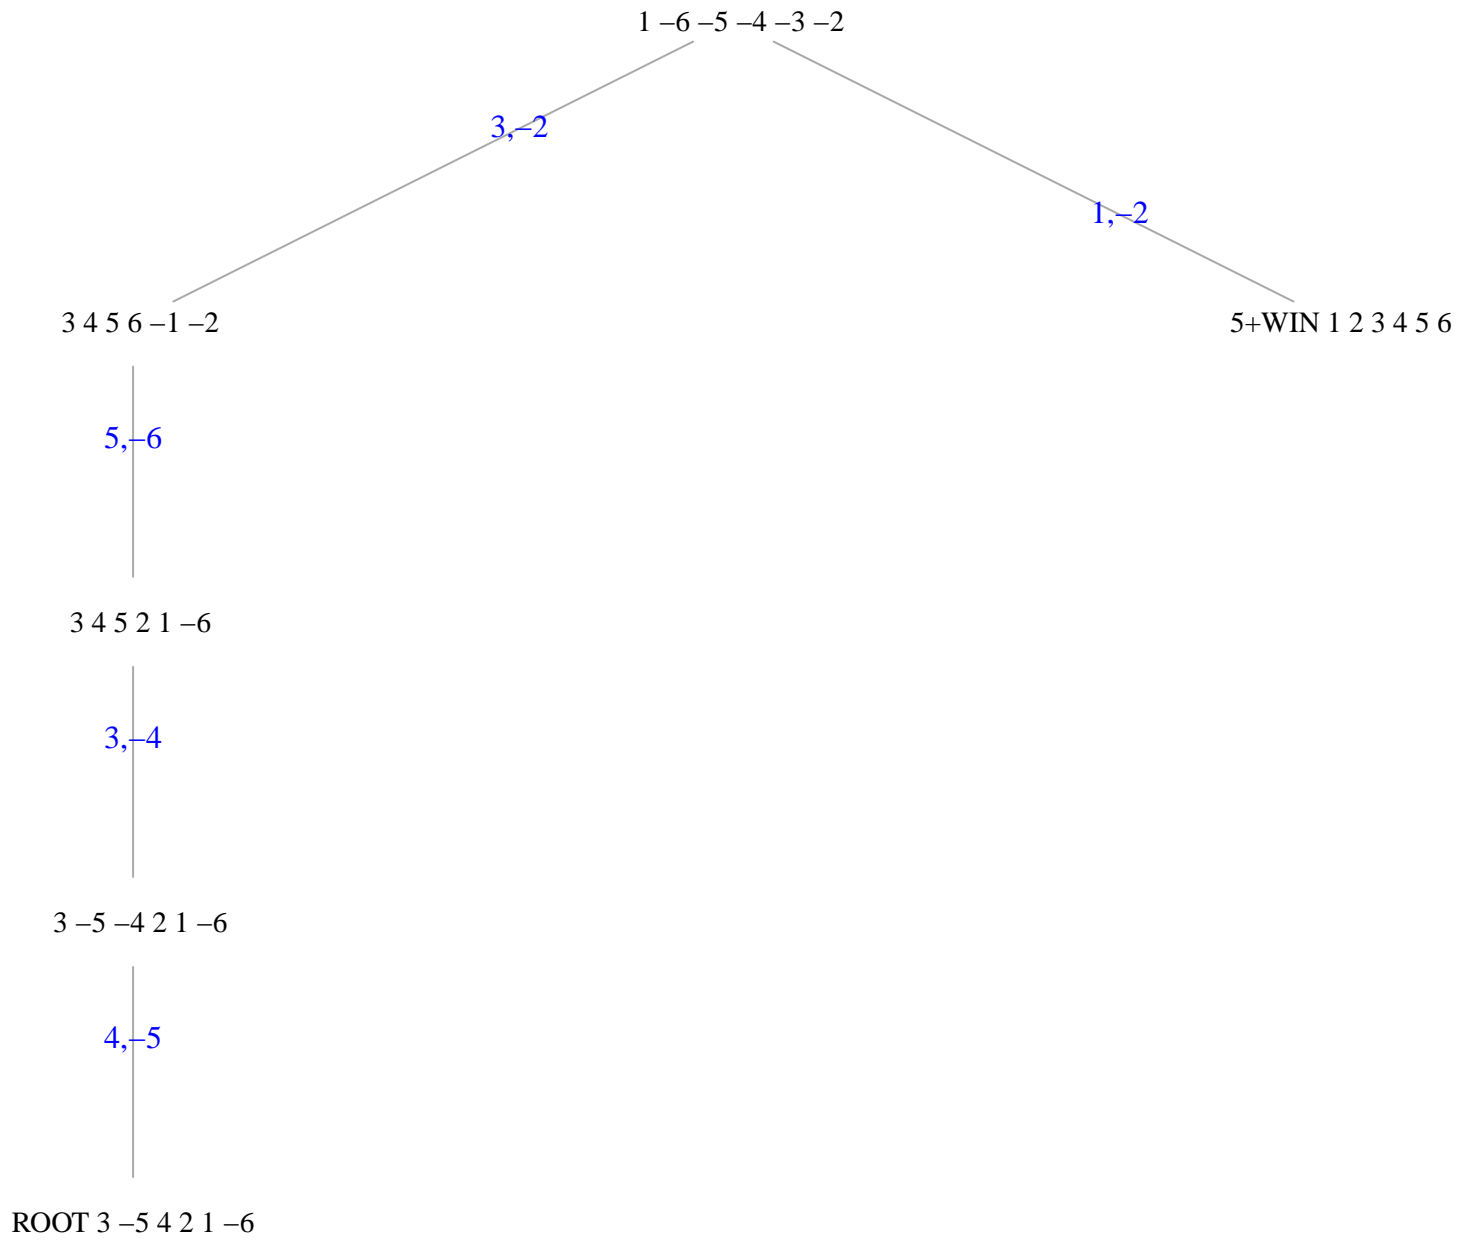 1 –6 –5 –4 –3 –2
3,–2
1,–2
3 4 5 6 –1 –2
5+WIN 1 2 3 4 5 6
5,–6
3 4 5 2 1 –6
3,–4
3 –5 –4 2 1 –6
4,–5
ROOT 3 –5 4 2 1 –6